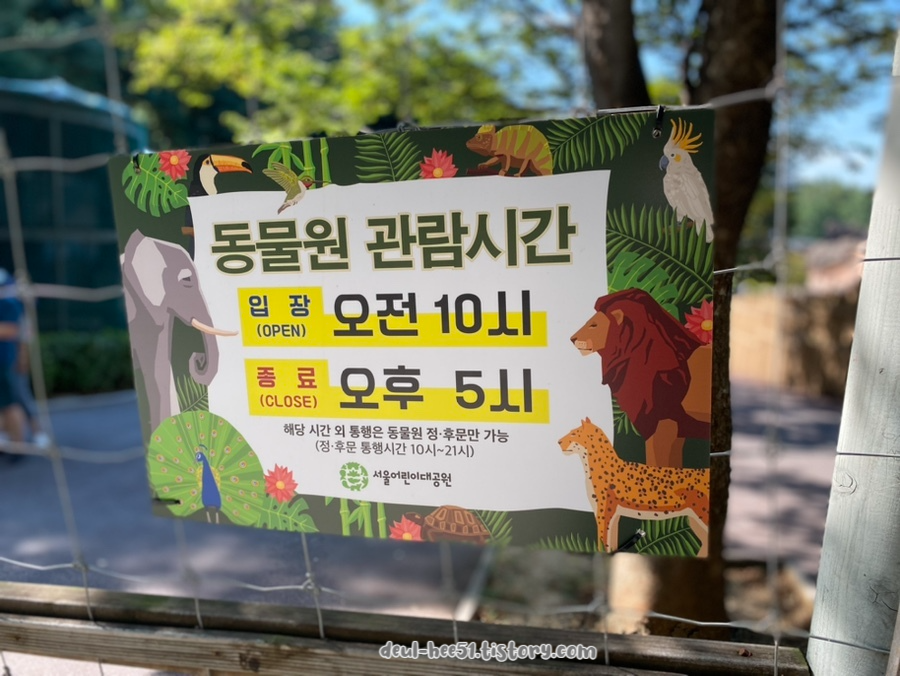 동물원 관람시간
입 장 오전 10시
(OPEN)
종 료 오후 5시
(CLOSE)
해당 시간 외 통행은 동물원 정·후문만 가능
(정·후문 통행시간 10시~21시)
서울어린이대공원
deul-hee51.tistory.com